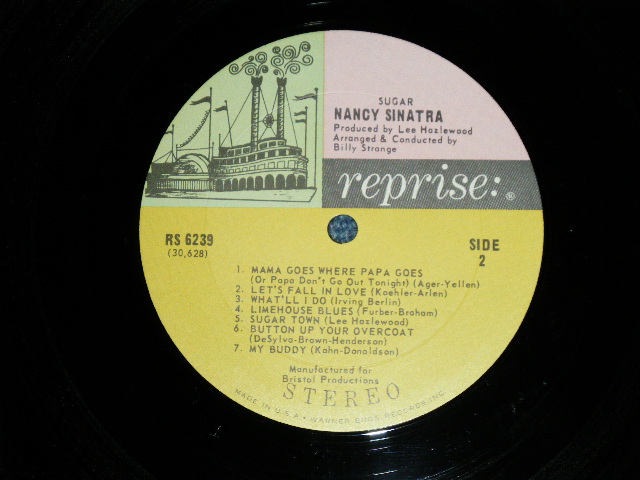 SUGAR
NANCY SINATRA
Produced by Lee Hazlewood
Arranged & Conducted by
Billy Strange
reprise:®
RS 6239
(30,628)
SIDE
2
1. MAMA GOES WHERE PAPA GOES
(Or Papa Don't Go Out Tonight) (Ager-Yellen)
2. LET'S FALL IN LOVE (Koehler-Arlen)
3. WHAT'LL I DO (Irving Berlin)
4. LIMEHOUSE BLUES (Furber-Braham)
5. SUGAR TOWN (Lee Hazlewood)
6. BUTTON UP YOUR OVERCOAT
(DeSylva-Brown-Henderson)
7. MY BUDDY (Kahn-Donaldson)
Manufactured for
Bristol Productions
STEREO
MADE IN U.S.A. • WARNER BROS. RECORDS, INC.